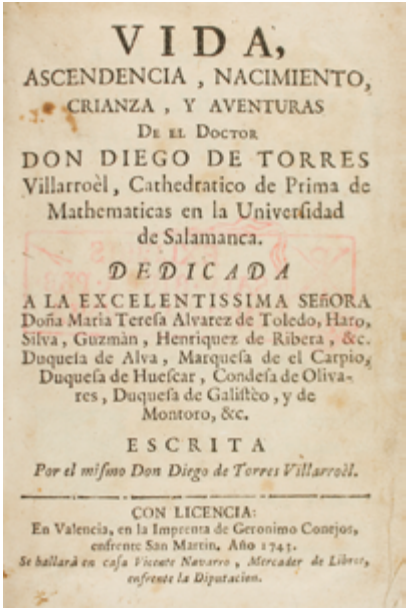 VIDA,
ASCENDENCIA, NACIMIENTO,
CRIANZA, Y AVENTURAS
DE EL DOCTOR
DON DIEGO DE TORRES
Villarroèl, Cathedratico de Prima de
Mathematicas en la Univerſidad
de Salamanca.
DEDICADA
A LA EXCELENTISSIMA SEÑORA
Doña Maria Tereſa Alvarez de Toledo, Haro,
Silva, Guzmàn, Henriquez de Ribera, &c.
Duqueſa de Alva, Marqueſa de el Carpio,
Duqueſa de Hueſcar, Condeſa de Oliva-
res, Duqueſa de Galiſtèo, y de
Montoro, &c.
ESCRITA
Por el miſmo Don Diego de Torres Villarroèl.
CON LICENCIA:
En Valencia, en la Imprenta de Geronimo Conejos,
enfrente San Martin. Año 1743.
Se hallarà en caſa Vicente Navarro, Mercader de Libros,
enfrente la Diputacion.